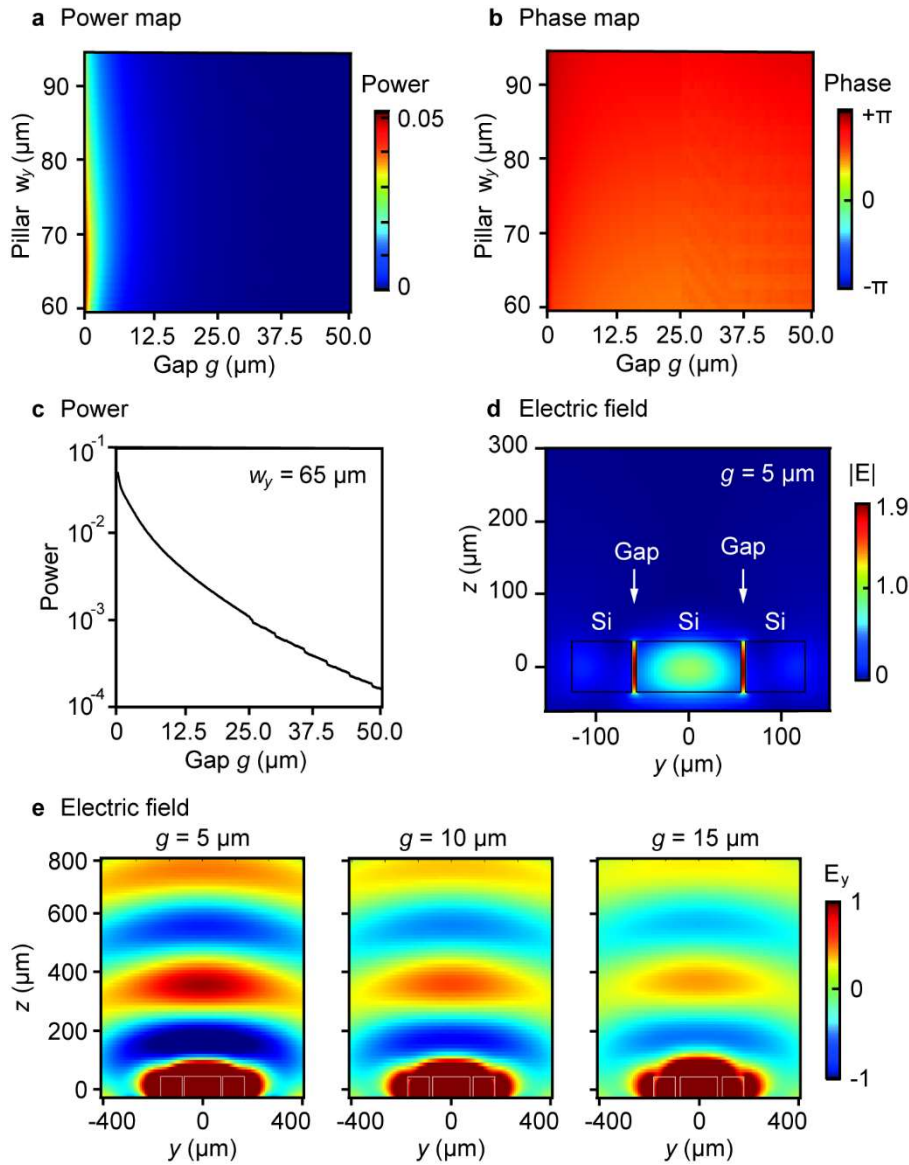 a Power map
b Phase map
Pillar w_y (µm)
90
80
70
60
0
12.5
25.0
37.5
50.0
Gap g (µm)
Power
0.05
0
Pillar w_y (µm)
90
80
70
60
0
12.5
25.0
37.5
50.0
Gap g (µm)
Phase
+π
0
-π
c Power
Power
10^-1
10^-2
10^-3
10^-4
w_y = 65 µm
0
12.5
25.0
37.5
50.0
Gap g (µm)
d Electric field
z (µm)
300
200
100
0
g = 5 µm
Gap
Gap
Si
Si
Si
-100
0
100
y (µm)
|E|
1.9
1.0
0
e Electric field
g = 5 µm
g = 10 µm
g = 15 µm
z (µm)
800
600
400
200
0
-400
0
400
y (µm)
-400
0
400
y (µm)
-400
0
400
y (µm)
E_y
1
0
-1